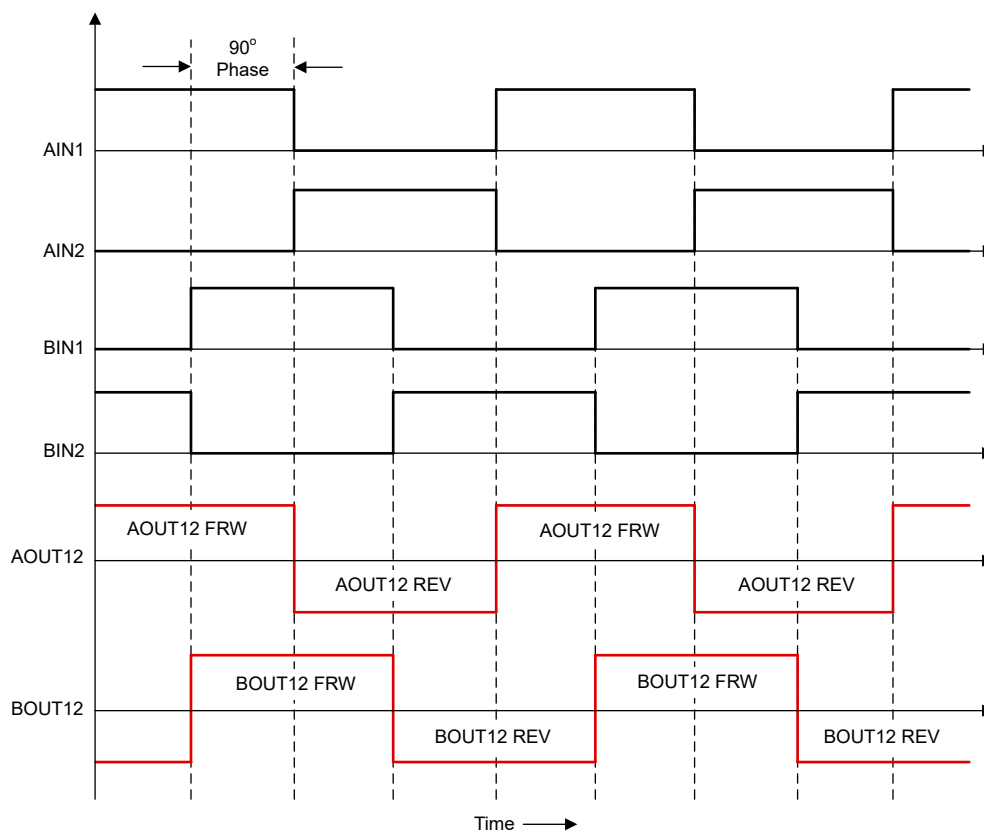 90o
Phase
AIN1
AIN2
BIN1
BIN2
AOUT12 FRW
AOUT12 FRW
AOUT12
AOUT12 REV
AOUT12 REV
BOUT12 FRW
BOUT12 FRW
BOUT12
BOUT12 REV
BOUT12 REV
Time